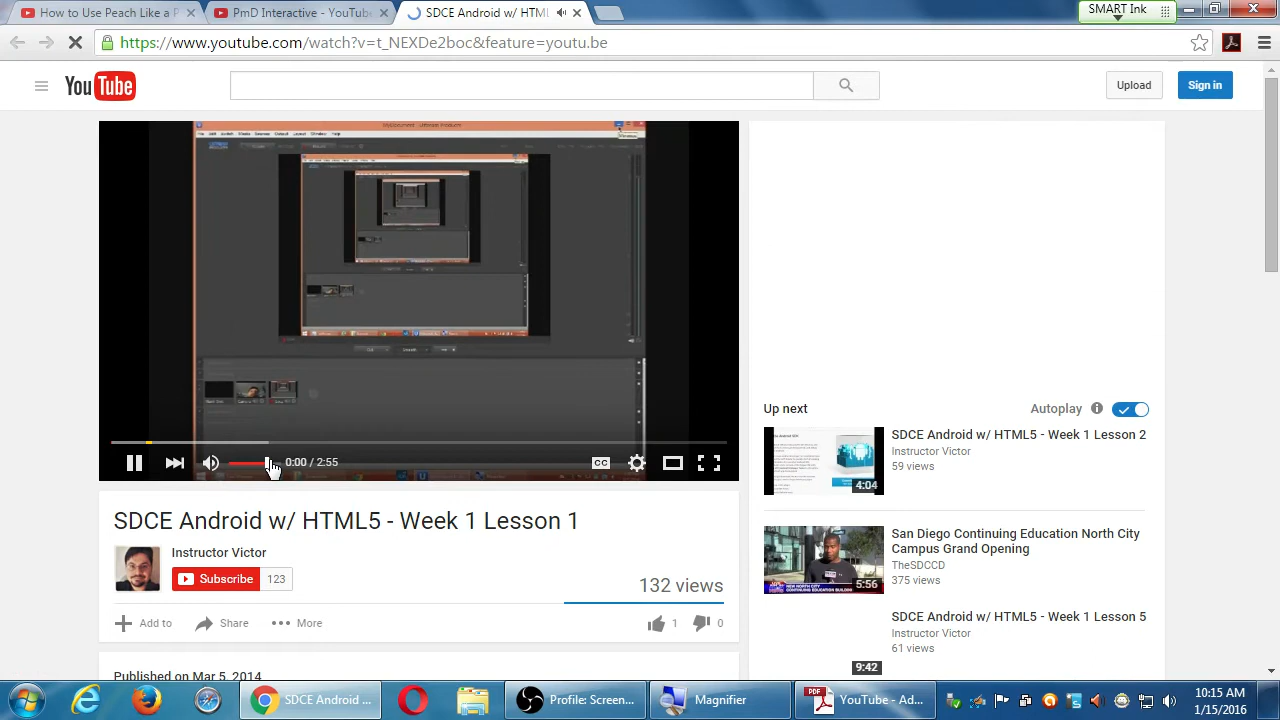 How to Use Peach Like a P
PmD Interactive - YouTube
SDCE Android w/ HTML
SMART Ink
https://www.youtube.com/watch?v=t_NEXDe2boc&feature=youtu.be
YouTube
Upload
Sign in
0:00 / 2:55
CC
Up next
Autoplay
SDCE Android w/ HTML5 - Week 1 Lesson 2
Instructor Victor
59 views
4:04
San Diego Continuing Education North City
Campus Grand Opening
TheSDCCD
375 views
5:56
SDCE Android w/ HTML5 - Week 1 Lesson 5
Instructor Victor
61 views
9:42
SDCE Android w/ HTML5 - Week 1 Lesson 1
Instructor Victor
Subscribe
123
132 views
Add to
Share
More
1
0
Published on Mar 5, 2014
SDCE Android ...
Profile: Screen...
Magnifier
PDF
YouTube - Ad...
10:15 AM
1/15/2016